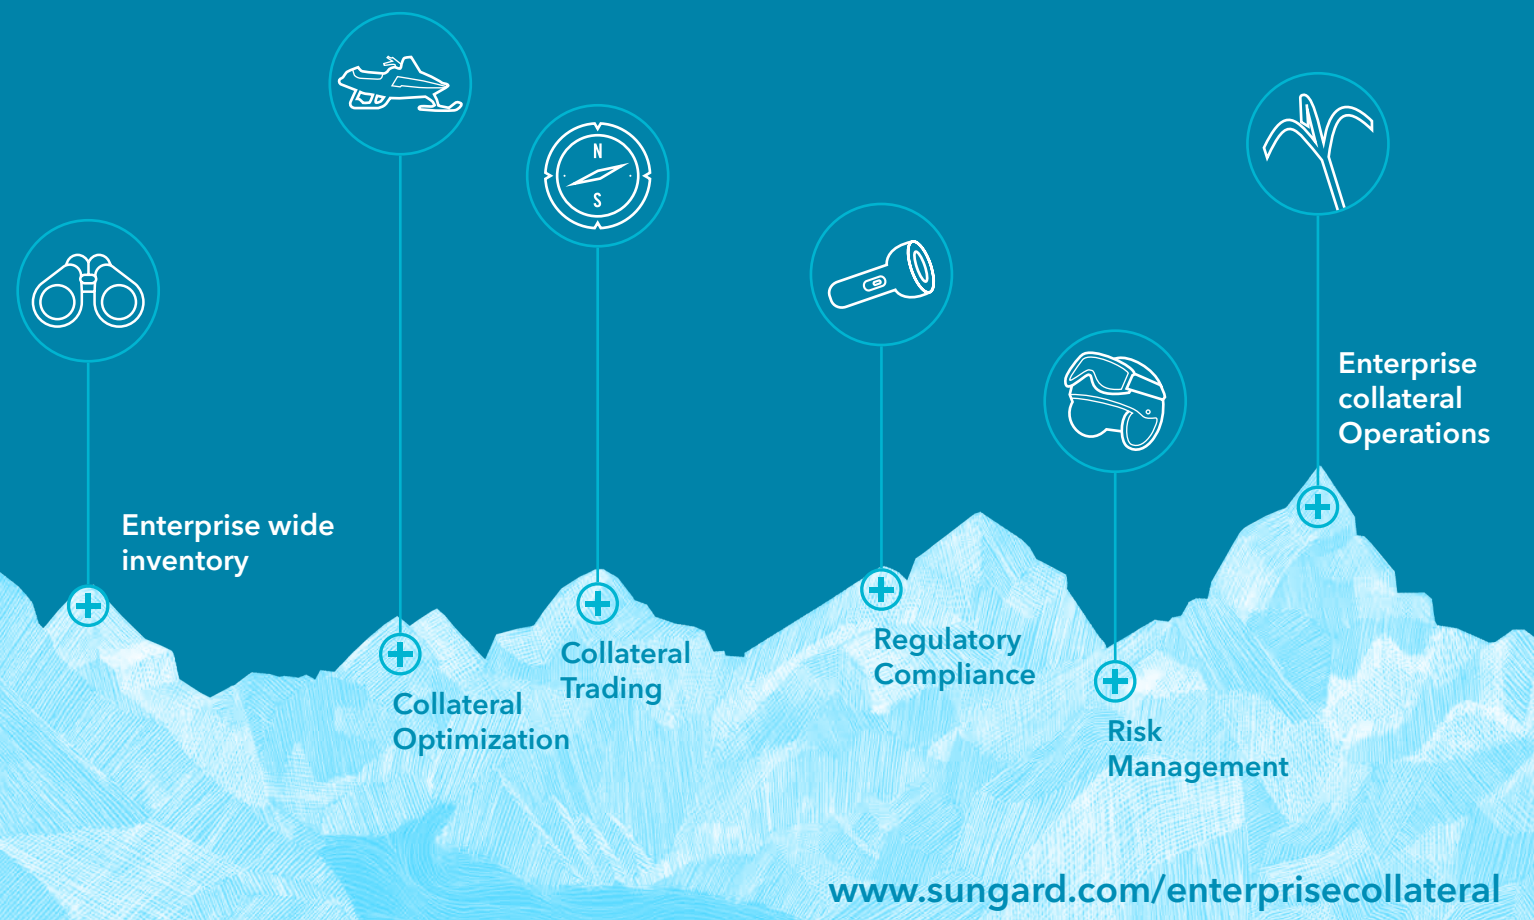 N
S
Enterprise wide
inventory
Collateral
Optimization
Collateral
Trading
Regulatory
Compliance
Risk
Management
Enterprise
collateral
Operations
www.sungard.com/enterprisecollateral